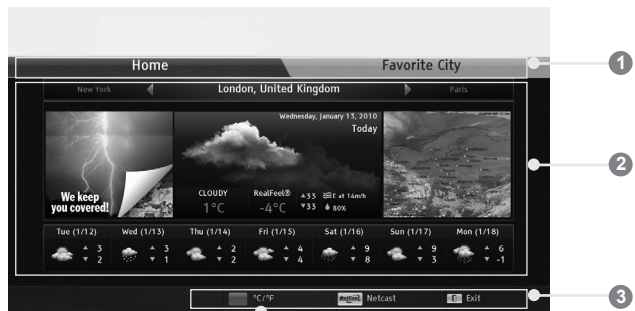 Home
Favorite City
1
New York
London, United Kingdom
Paris
Wednesday, January 13, 2010
Today
We keep
you covered!
CLOUDY
1°C
RealFeel®
-4°C
▲33
▼33
E at 14m/h
80%
2
Tue (1/12)
Wed (1/13)
Thu (1/14)
Fri (1/15)
Sat (1/16)
Sun (1/17)
Mon (1/18)
▲ 3
▼ 2
▲ 3
▼ 1
▲ 2
▼ 2
▲ 4
▼ 4
▲ 9
▼ 8
▲ 9
▼ 3
▲ 6
▼ -1
°C/°F
NetCast
Netcast
Exit
3